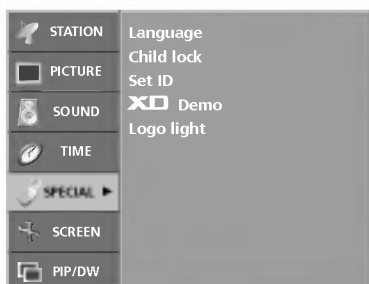 STATION
PICTURE
SOUND
TIME
SPECIAL
SCREEN
PIP/DW
Language
Child lock
Set ID
XD Demo
Logo light